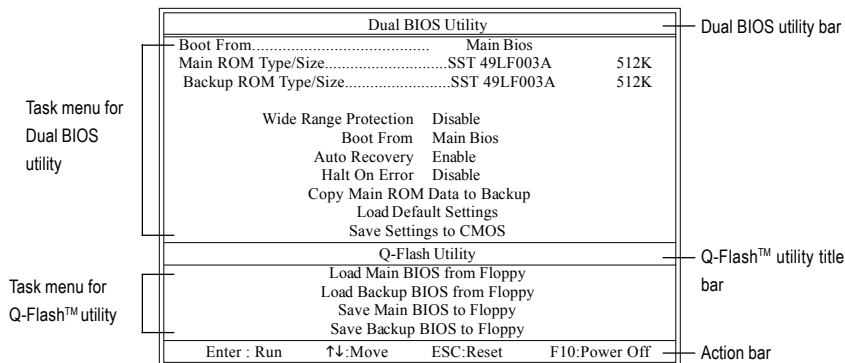 Dual BIOS Utility
Dual BIOS utility bar
Boot From.......................................... Main Bios
Main ROM Type/Size.............................SST 49LF003A 512K
Backup ROM Type/Size.........................SST 49LF003A 512K
Task menu for
Dual BIOS
utility
Wide Range Protection Disable
Boot From Main Bios
Auto Recovery Enable
Halt On Error Disable
Copy Main ROM Data to Backup
Load Default Settings
Save Settings to CMOS
Q-Flash Utility
Q-Flash™ utility title
bar
Task menu for
Q-Flash™ utility
Load Main BIOS from Floppy
Load Backup BIOS from Floppy
Save Main BIOS to Floppy
Save Backup BIOS to Floppy
Enter : Run ↑↓:Move ESC:Reset F10:Power Off
Action bar